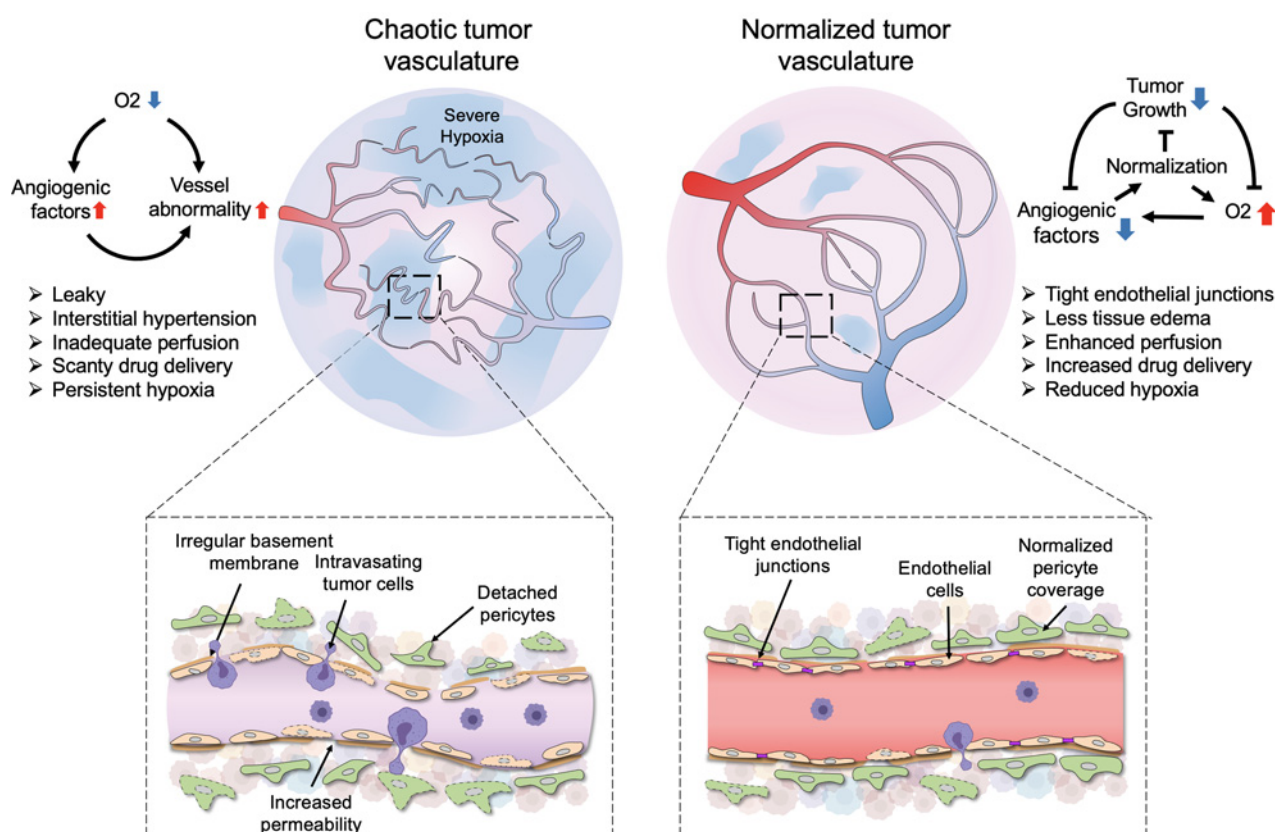 Chaotic tumor
vasculature
Normalized tumor
vasculature
O2
Angiogenic
factors
Vessel
abnormality
Severe
Hypoxia
Tumor
Growth
Normalization
Angiogenic
factors
O2
➢ Leaky
➢ Interstitial hypertension
➢ Inadequate perfusion
➢ Scanty drug delivery
➢ Persistent hypoxia
➢ Tight endothelial junctions
➢ Less tissue edema
➢ Enhanced perfusion
➢ Increased drug delivery
➢ Reduced hypoxia
Irregular basement
membrane
Intravasating
tumor cells
Detached
pericytes
Increased
permeability
Tight endothelial
junctions
Endothelial
cells
Normalized
pericyte
coverage